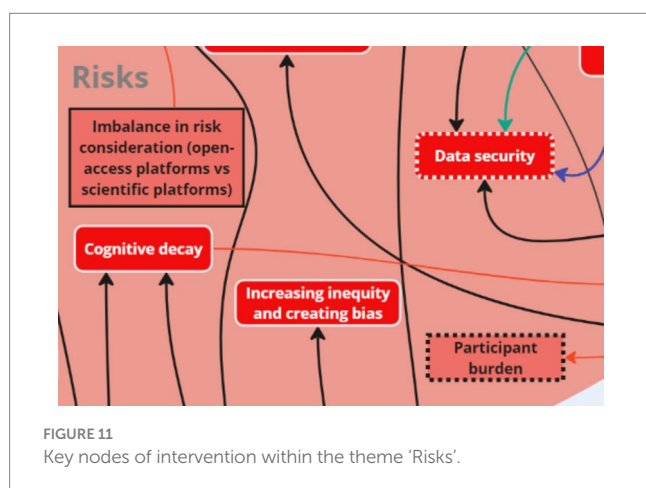 Risks
Imbalance in risk
consideration (open-
access platforms vs
scientific platforms)
Data security
Cognitive decay
Increasing inequity
and creating bias
Participant
burden
FIGURE 11
Key nodes of intervention within the theme ‘Risks’.